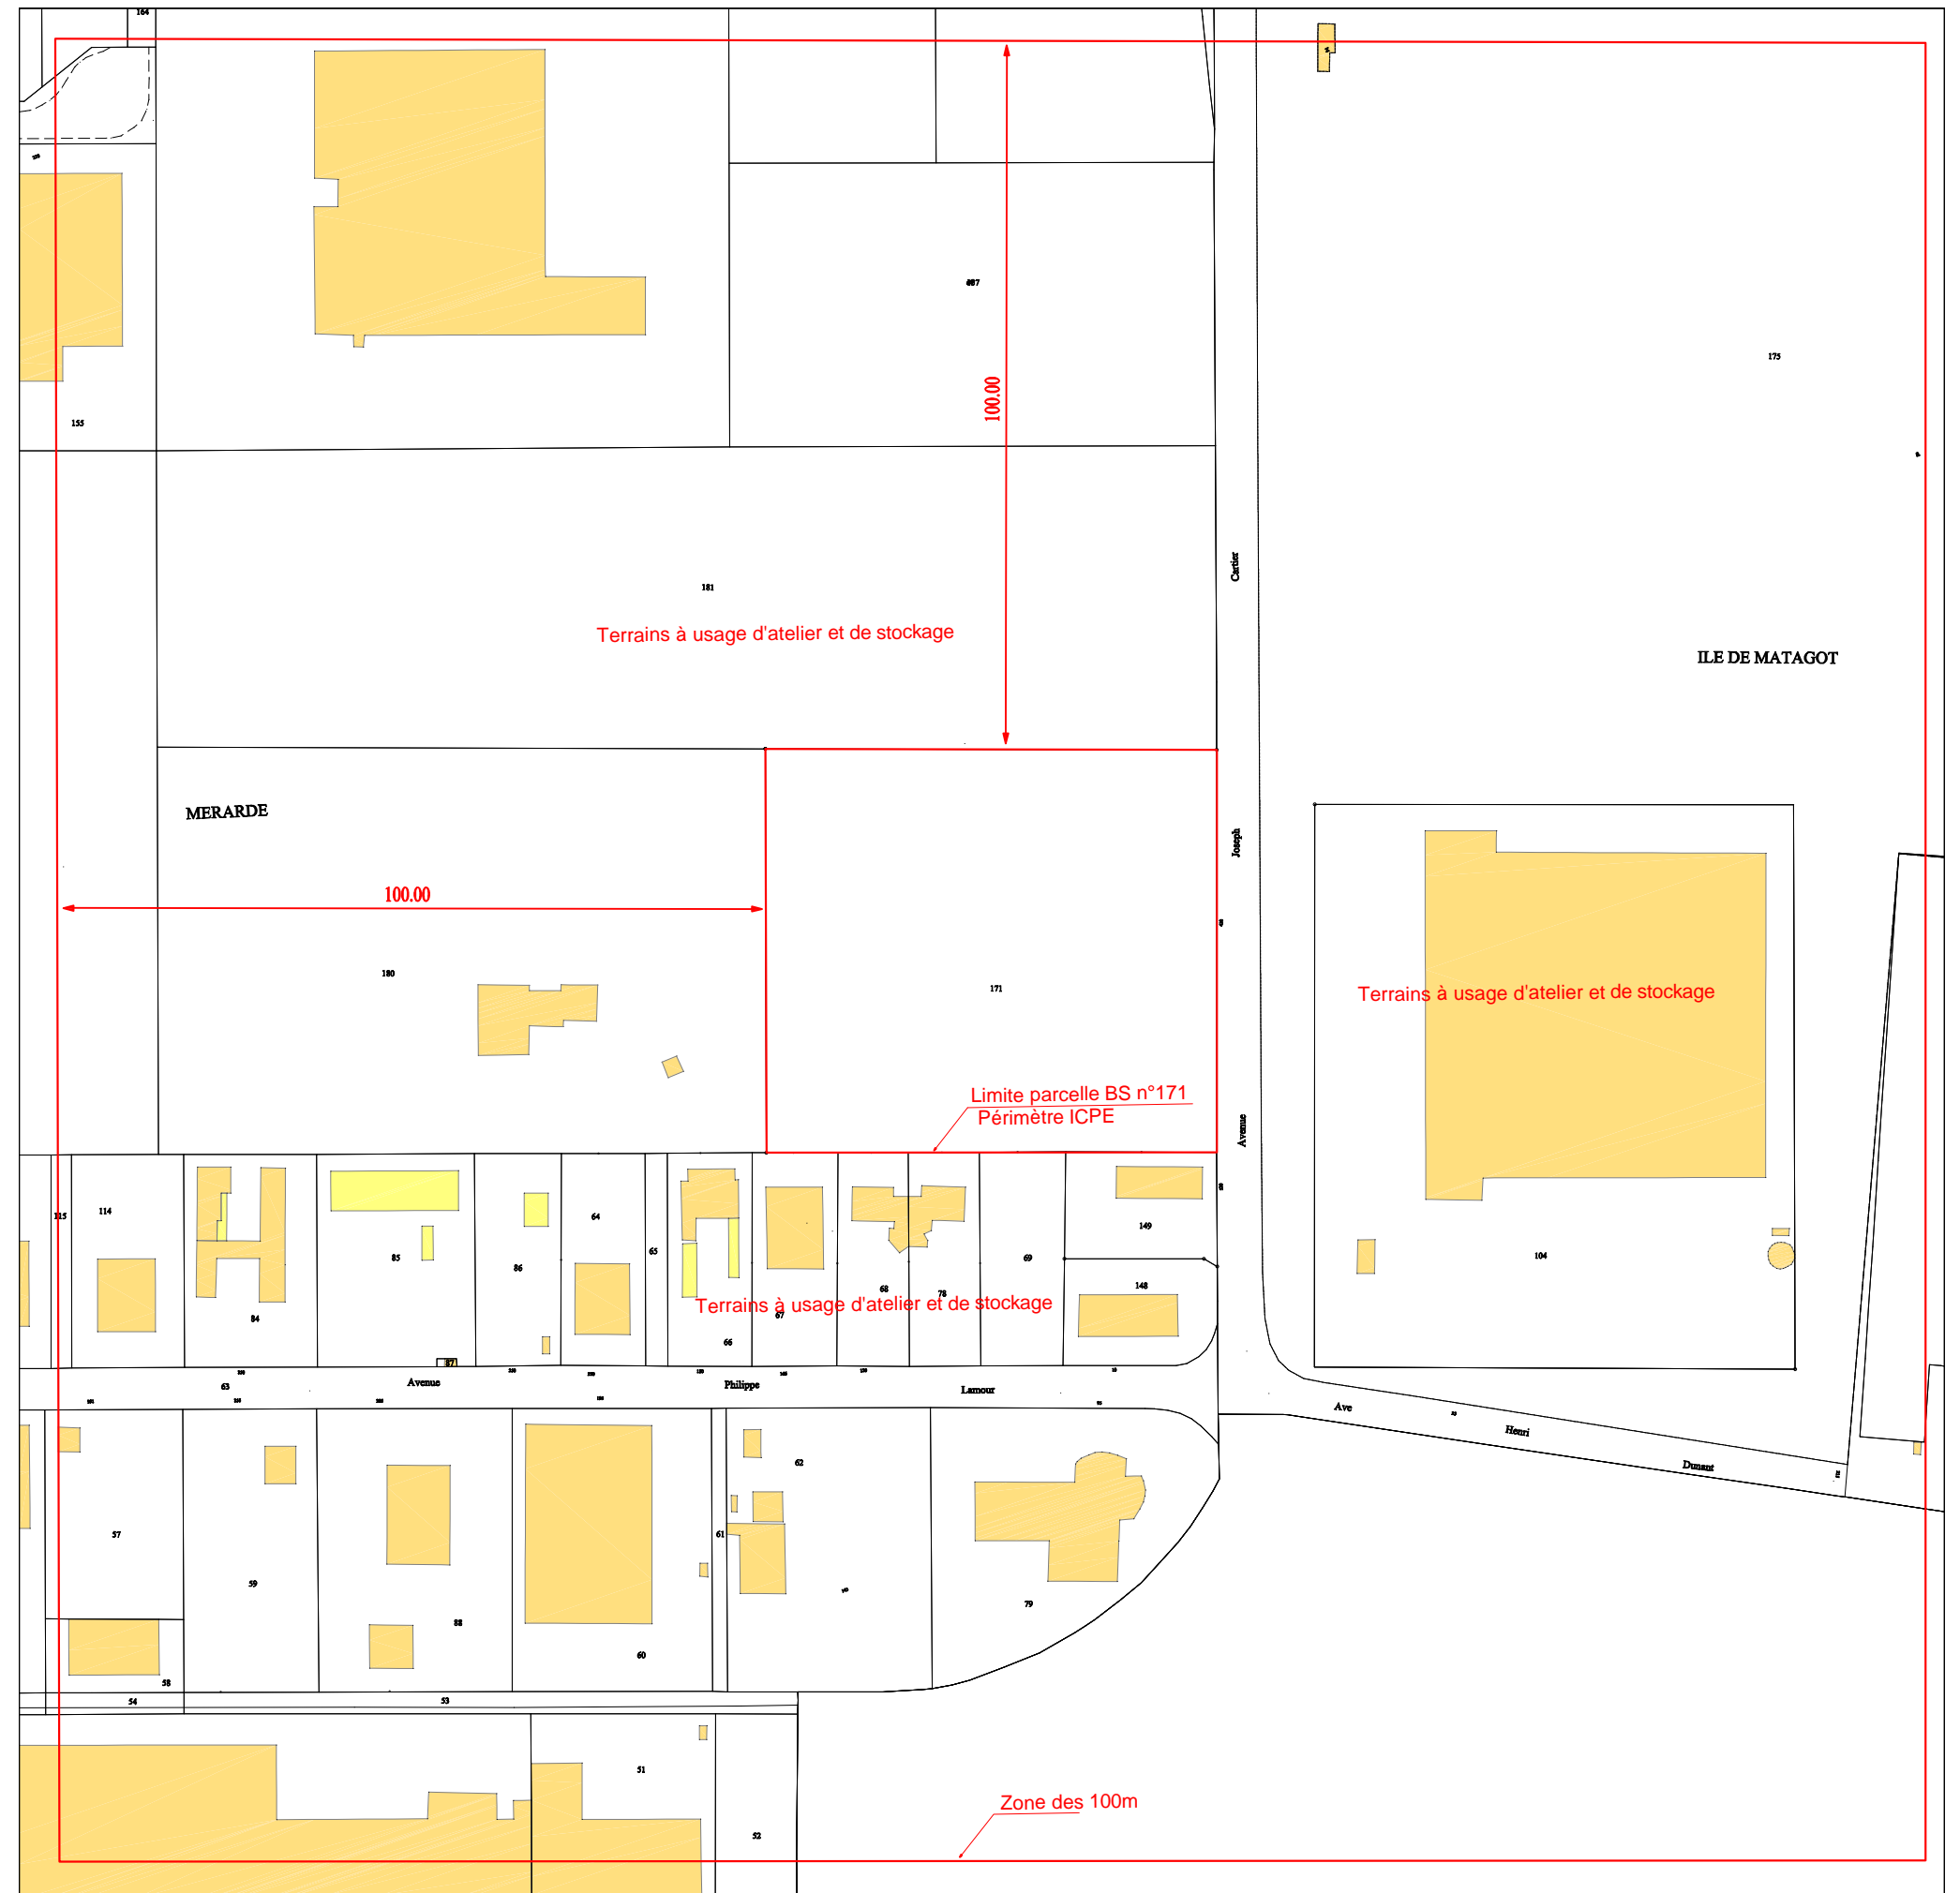 164
687
175
155
100.00
Cartier
181
Terrains à usage d'atelier et de stockage
ILE DE MATAGOT
MERARDE
Joseph
100.00
180
171
Terrains à usage d'atelier et de stockage
Limite parcelle BS n°171
Périmètre ICPE
Avenue
115
114
64
149
85
65
69
104
86
148
68
78
Terrains à usage d'atelier et de stockage
84
67
66
87
63
Avenue
Philippe
Lamour
Ave
Henri
Dunant
62
57
61
59
79
88
60
58
54
53
51
Zone des 100m
52